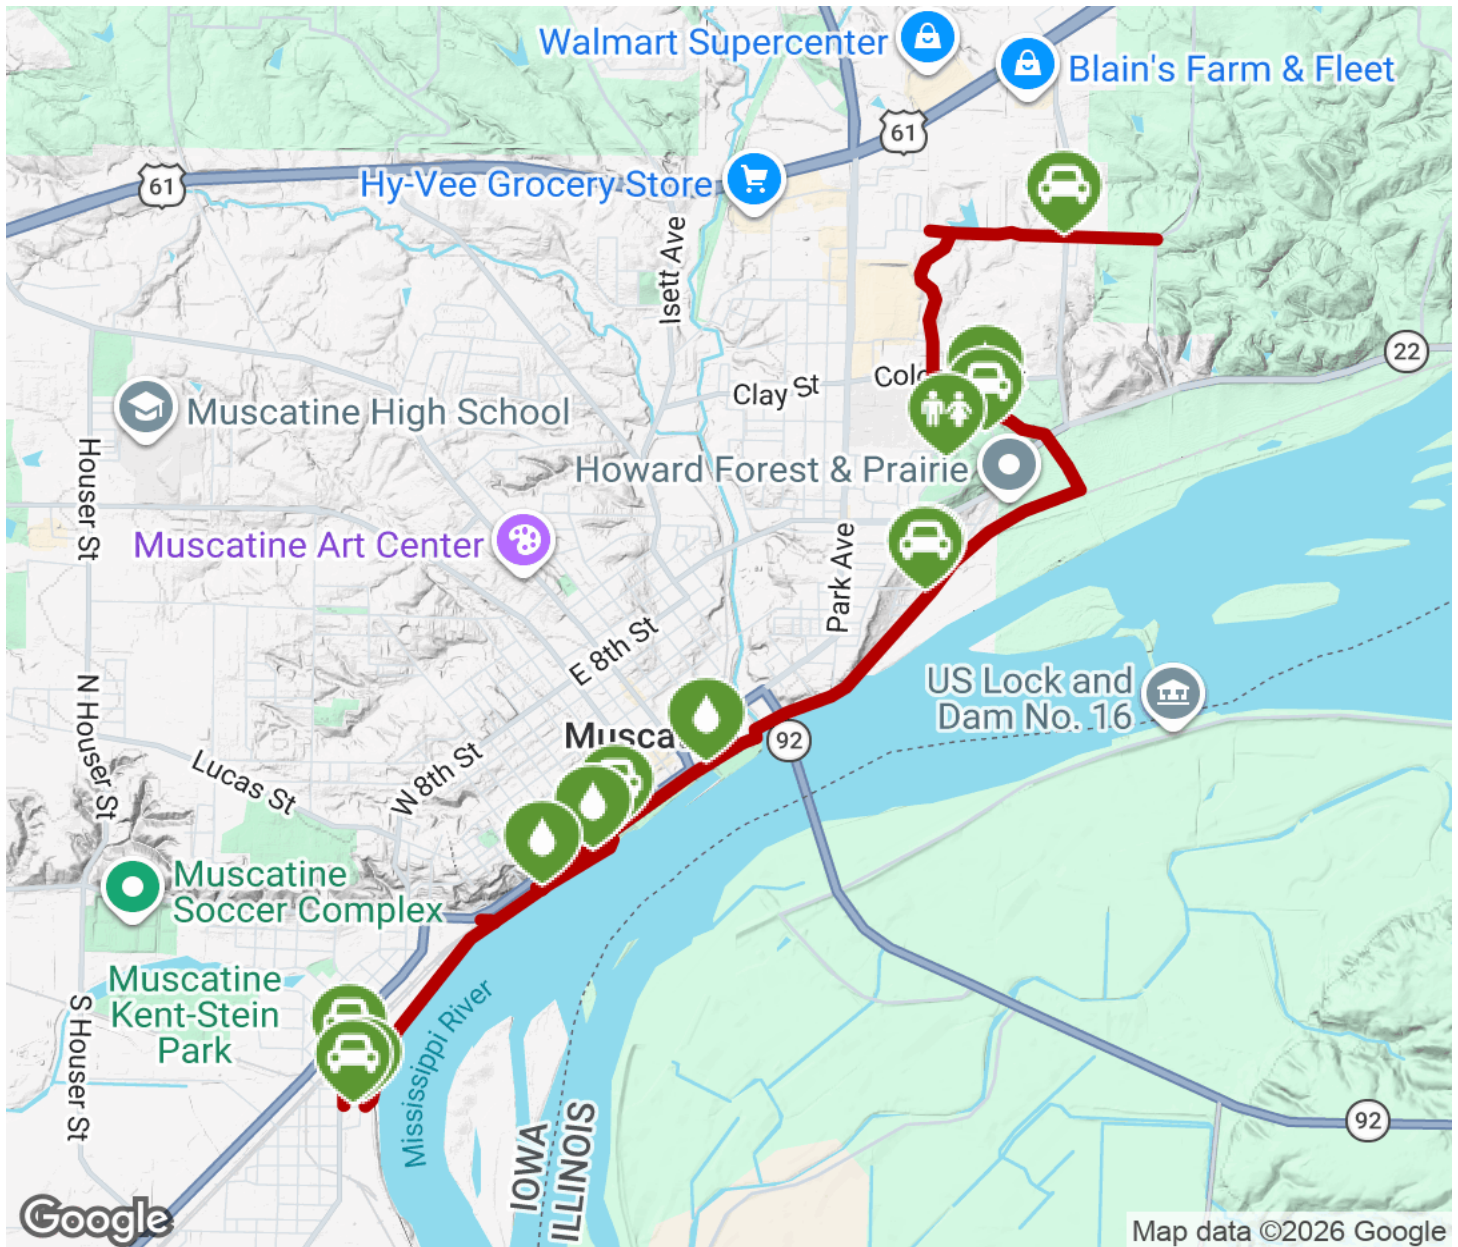 Walmart Supercenter
Blain's Farm & Fleet
61
61
Hy-Vee Grocery Store
Isett Ave
22
Clay St
Colo
Muscatine High School
Houser St
Howard Forest & Prairie
Muscatine Art Center
Park Ave
E 8th St
US Lock and
Dam No. 16
N Houser St
Musca
92
W 8th St
Lucas St
Muscatine
Soccer Complex
Muscatine
Kent-Stein
Park
S Houser St
Mississippi River
IOWA
ILLINOIS
92
Google
Map data ©2026 Google